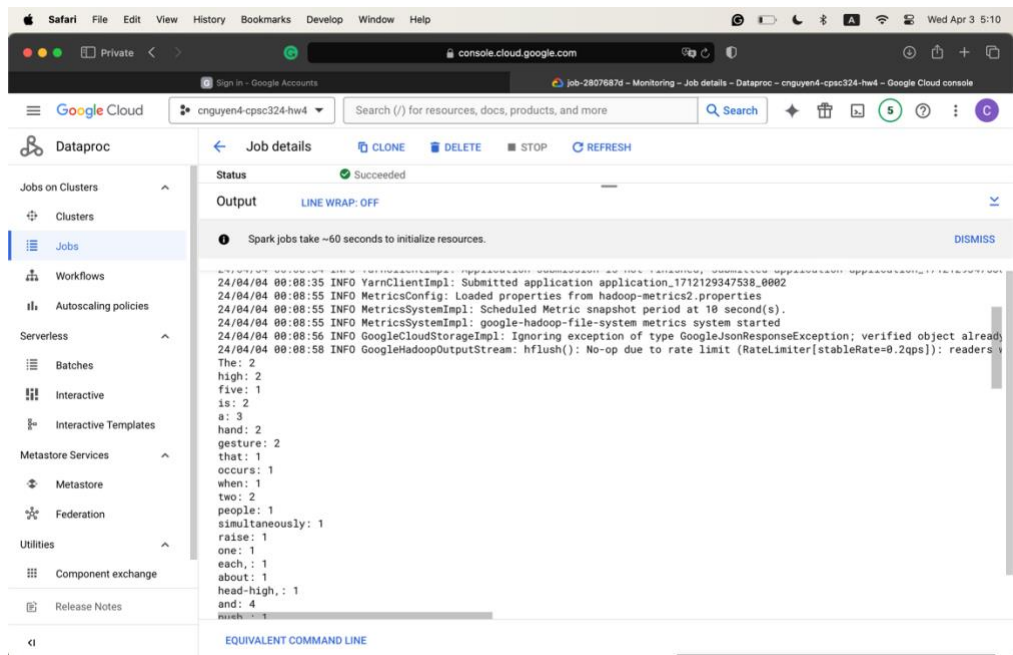 Safari File Edit View History Bookmarks Develop Window Help
A
Wed Apr 3 5:10
Private
console.cloud.google.com
Sign in – Google Accounts
job-2807687d – Monitoring – Job details – Dataproc – cnguyen4-cpsc324-hw4 – Google Cloud console
Google Cloud
cnguyen4-cpsc324-hw4
Search (/) for resources, docs, products, and more
Search
5
C
Dataproc
Job details
CLONE
DELETE
STOP
REFRESH
Jobs on Clusters
Clusters
Jobs
Workflows
Autoscaling policies
Serverless
Batches
Interactive
Interactive Templates
Metastore Services
Metastore
Federation
Utilities
Component exchange
Release Notes
Status
Succeeded
Output
LINE WRAP: OFF
Spark jobs take ~60 seconds to initialize resources.
DISMISS
24/04/04 00:08:35 INFO YarnClientImpl: Submitted application application_1712129347538_0002
24/04/04 00:08:55 INFO MetricsConfig: Loaded properties from hadoop-metrics2.properties
24/04/04 00:08:55 INFO MetricsSystemImpl: Scheduled Metric snapshot period at 10 second(s).
24/04/04 00:08:55 INFO MetricsSystemImpl: google-hadoop-file-system metrics system started
24/04/04 00:08:56 INFO GoogleCloudStorageImpl: Ignoring exception of type GoogleJsonResponseException; verified object already
24/04/04 00:08:58 INFO GoogleHadoopOutputStream: hflush(): No-op due to rate limit (RateLimiter[stableRate=0.2qps]): readers
The: 2
high: 2
five: 1
is: 2
a: 3
hand: 2
gesture: 2
that: 1
occurs: 1
when: 1
two: 2
people: 1
simultaneously: 1
raise: 1
one: 1
each,: 1
about: 1
head-high,: 1
and: 4
EQUIVALENT COMMAND LINE